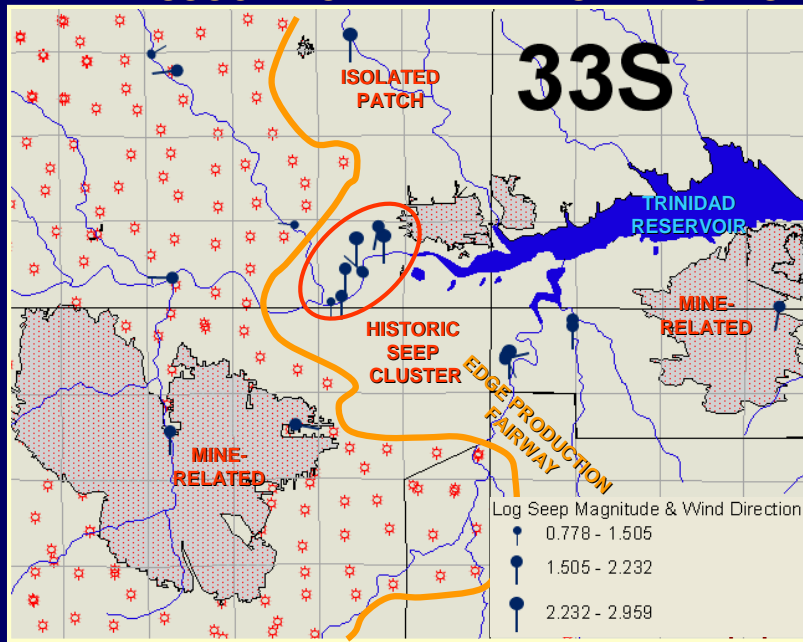 ISOLATED
PATCH
33S
TRINIDAD
RESERVOIR
MINE-
RELATED
HISTORIC
SEEP
CLUSTER
EDGE PRODUCTION
FAIRWAY
MINE-
RELATED
Log Seep Magnitude & Wind Direction
0.778 - 1.505
1.505 - 2.232
2.232 - 2.959